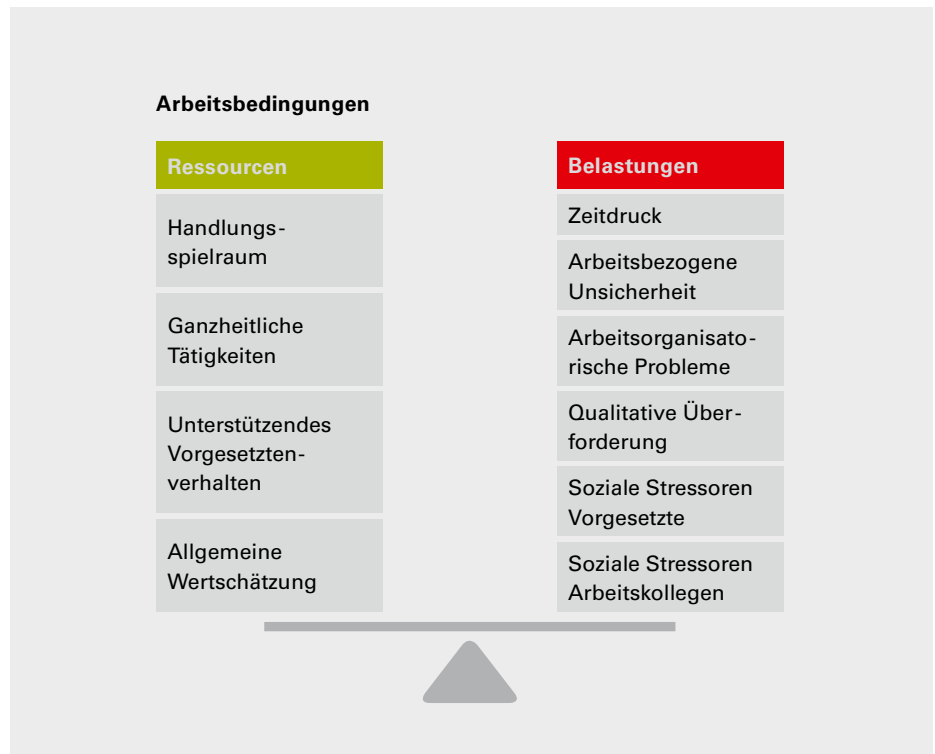 Arbeitsbedingungen
Ressourcen
Handlungs-
spielraum
Ganzheitliche
Tätigkeiten
Unterstützendes
Vorgesetzten-
verhalten
Allgemeine
Wertschätzung
Belastungen
Zeitdruck
Arbeitsbezogene
Unsicherheit
Arbeitsorganisato-
rische Probleme
Qualitative Über-
forderung
Soziale Stressoren
Vorgesetzte
Soziale Stressoren
Arbeitskollegen